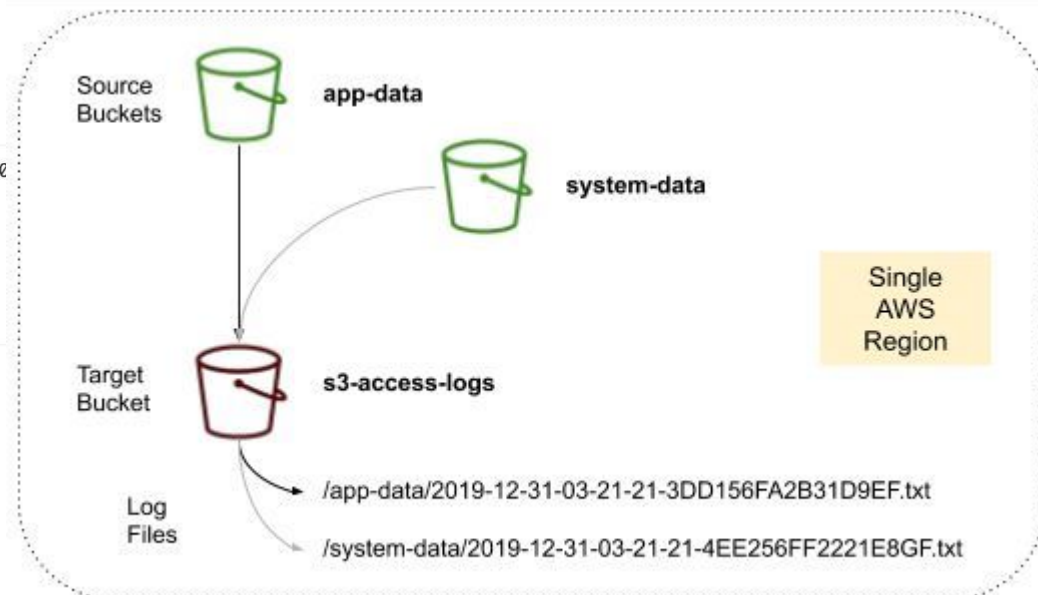 Source
Buckets
app-data
system-data
Single
AWS
Region
Target
Bucket
s3-access-logs
Log
Files
/app-data/2019-12-31-03-21-21-3DD156FA2B31D9EF.txt
/system-data/2019-12-31-03-21-21-4EE256FF2221E8GF.txt